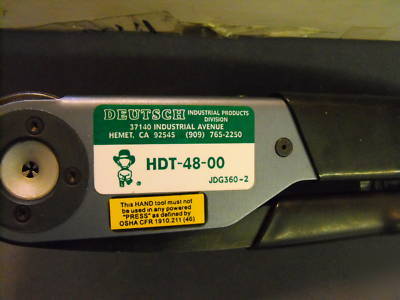 DEUTSCH INDUSTRIAL PRODUCTS DIVISION
37140 INDUSTRIAL AVENUE
HEMET, CA 92545 (909) 765-2250
HDT-48-00
JDG360-2
This HAND tool must not
be used in any powered
"PRESS" as defined by
OSHA CFR 1910.211 (46)